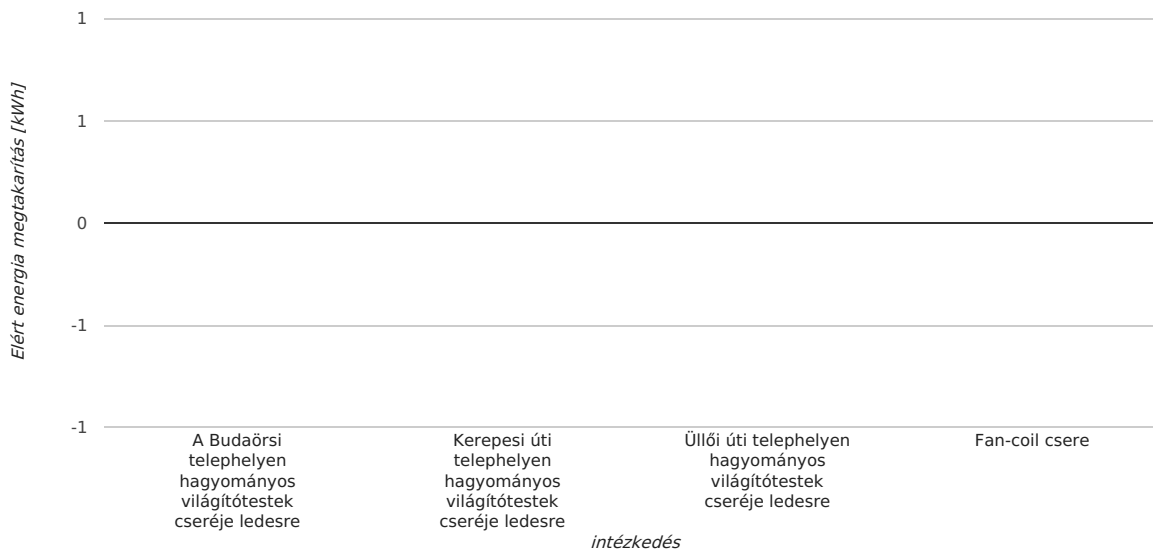 1
1
0
-1
-1
Elért energia megtakarítás [kWh]
A Budaörsi
telephelyen
hagyományos
világítótestek
cseréje ledesre
Kerepesi úti
telephelyen
hagyományos
világítótestek
cseréje ledesre
Üllői úti telephelyen
hagyományos
világítótestek
cseréje ledesre
Fan-coil csere
intézkedés